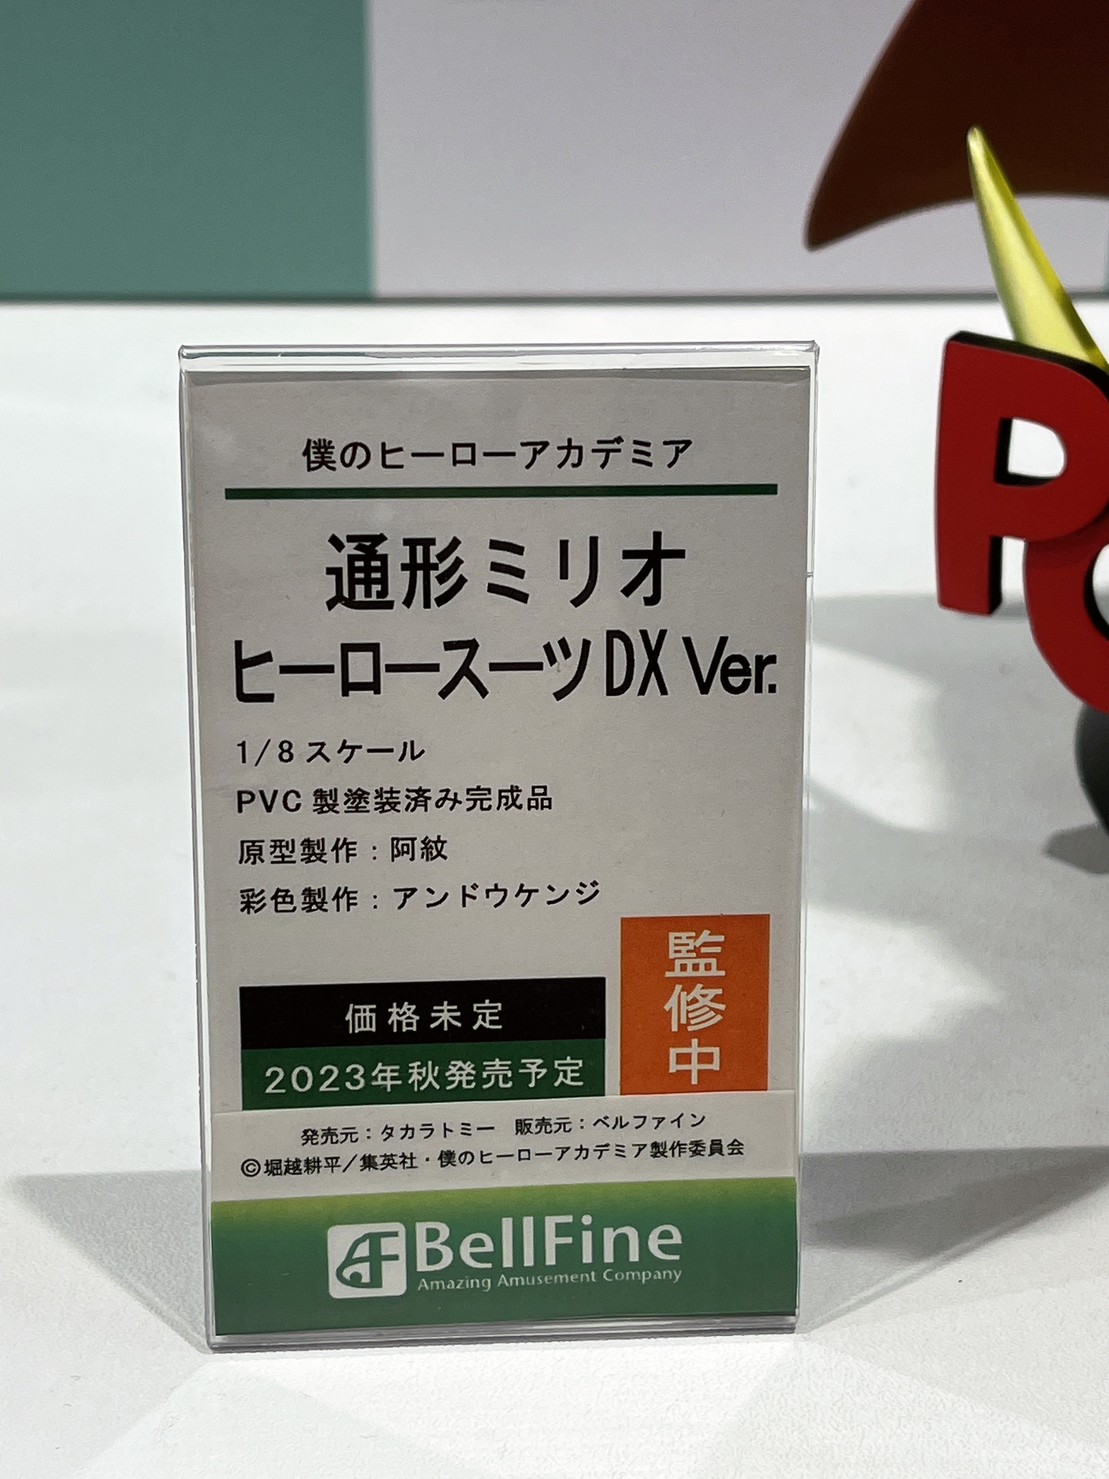 僕のヒーローアカデミア
通形ミリオ
ヒーロースーツDX Ver.
1/8スケール
PVC製塗装済み完成品
原型製作：阿紋
彩色製作：アンドウケンジ
監修中
価格未定
2023年秋発売予定
発売元：タカラトミー　販売元：ベルファイン
©堀越耕平／集英社・僕のヒーローアカデミア製作委員会
BellFine
Amazing Amusement Company
P